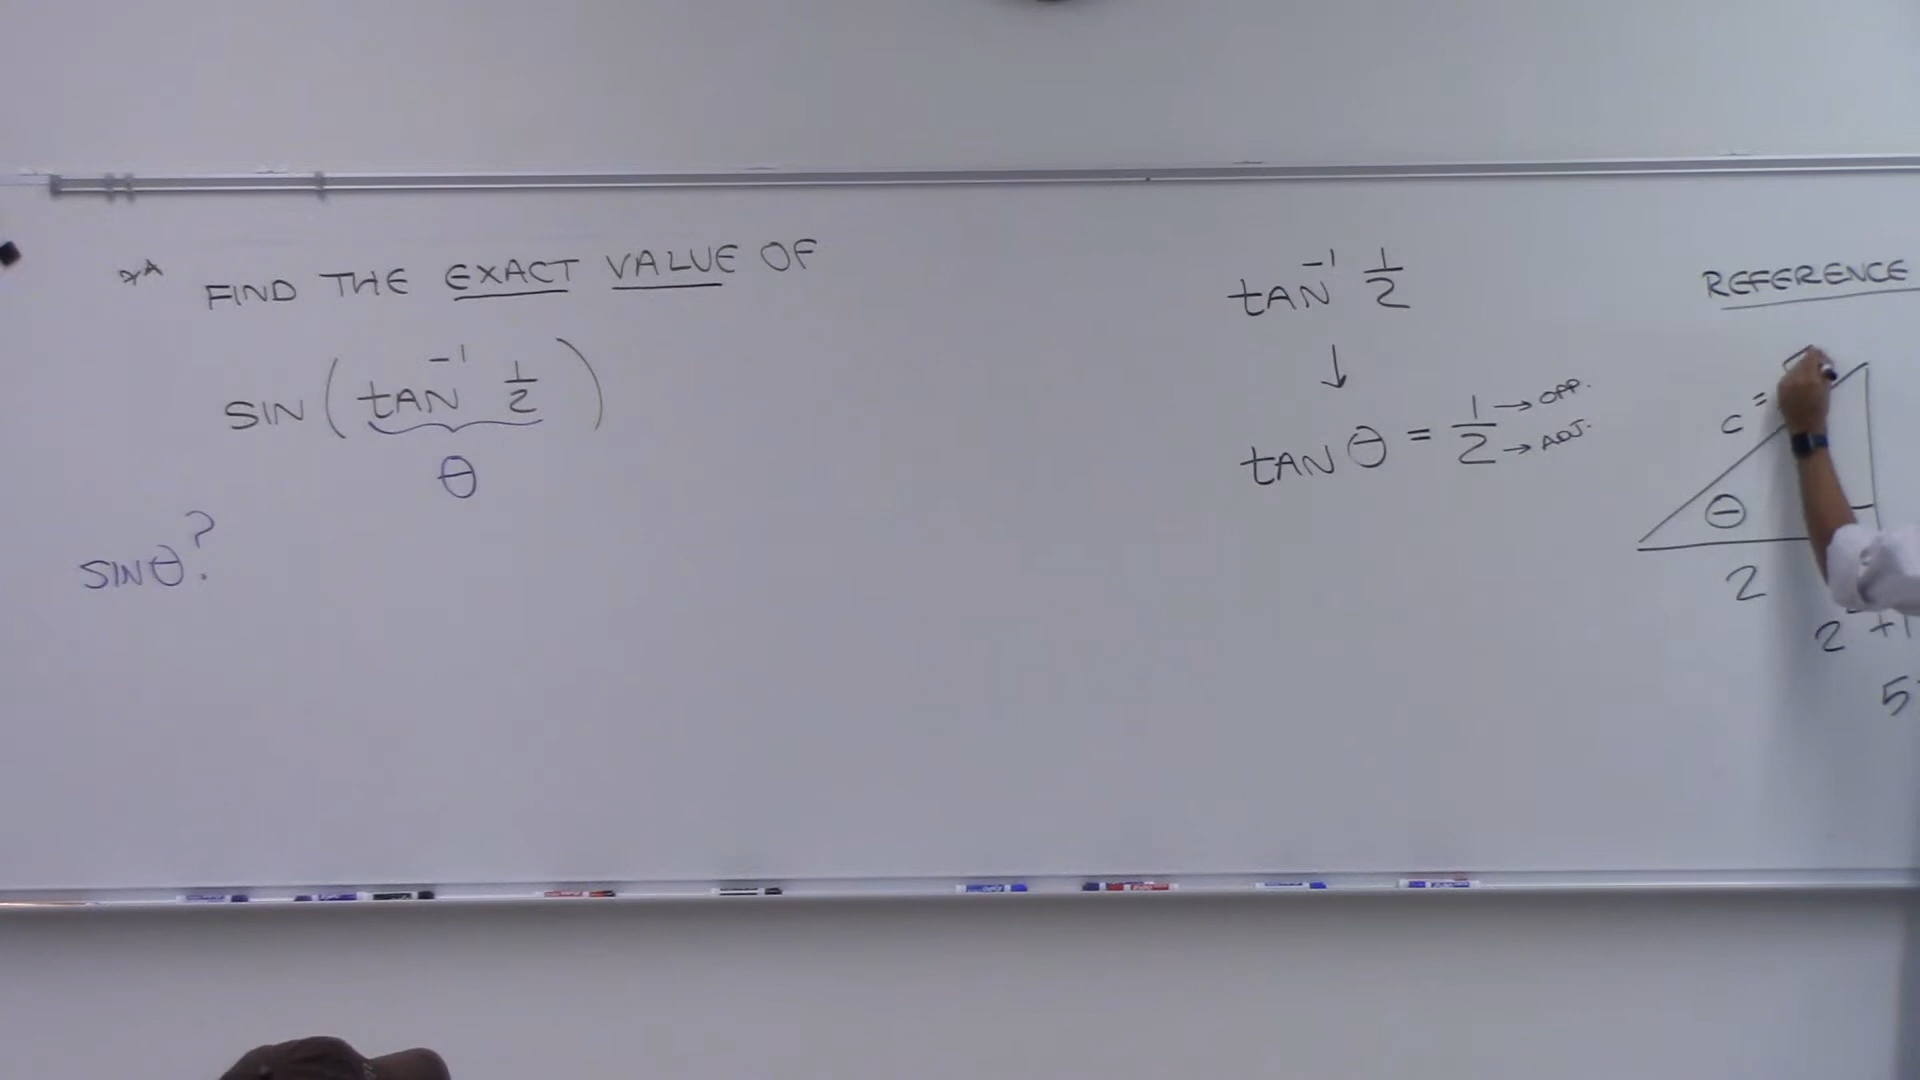 FIND THE EXACT VALUE OF
SIN ( tAN⁻¹ 1/2 )
θ
SIN θ?
tAN⁻¹ 1/2
↓
tAN θ = 1/2 → OPP.
→ ADJ.
REFERENCE
c =
θ
2
2 + 1
5